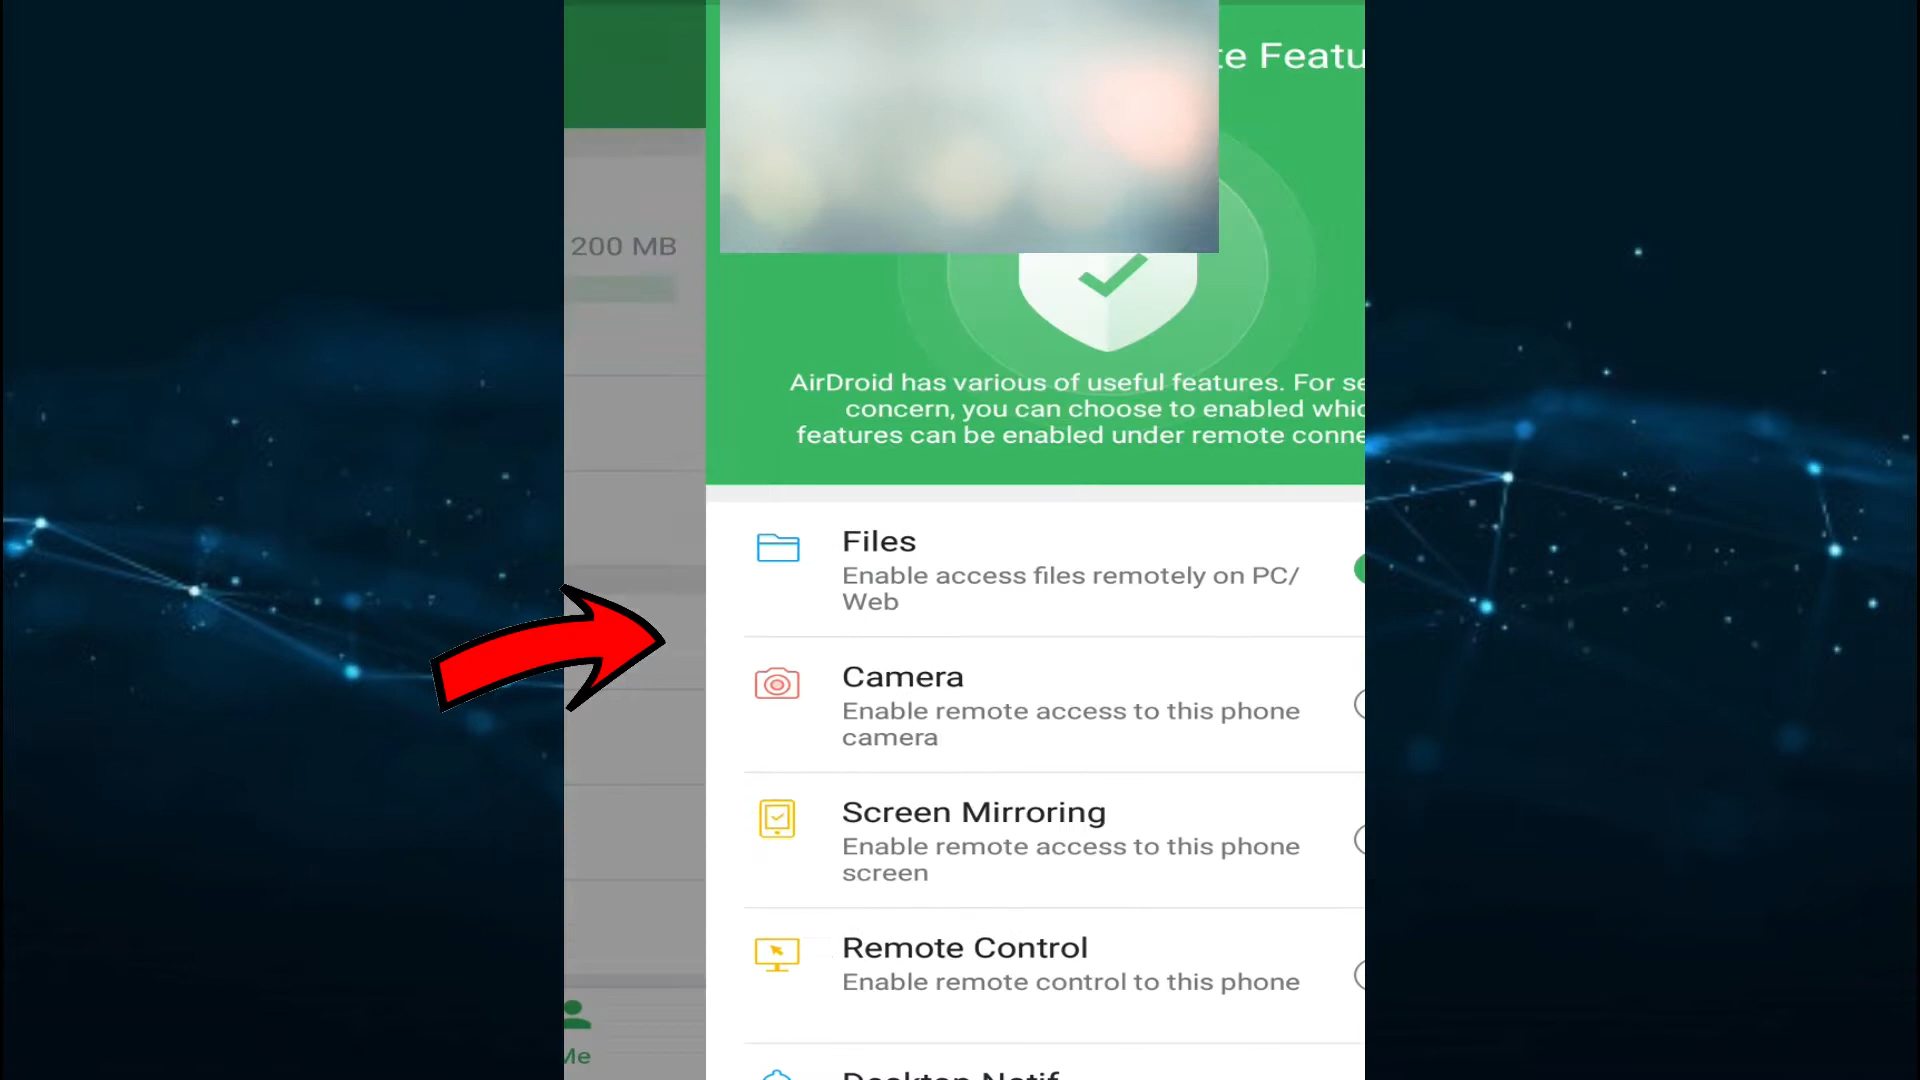 te Featu
200 MB
AirDroid has various of useful features. For se
concern, you can choose to enabled whic
features can be enabled under remote conne
Files
Enable access files remotely on PC/
Web
Camera
Enable remote access to this phone
camera
Screen Mirroring
Enable remote access to this phone
screen
Remote Control
Enable remote control to this phone
Me
Desktop Notif